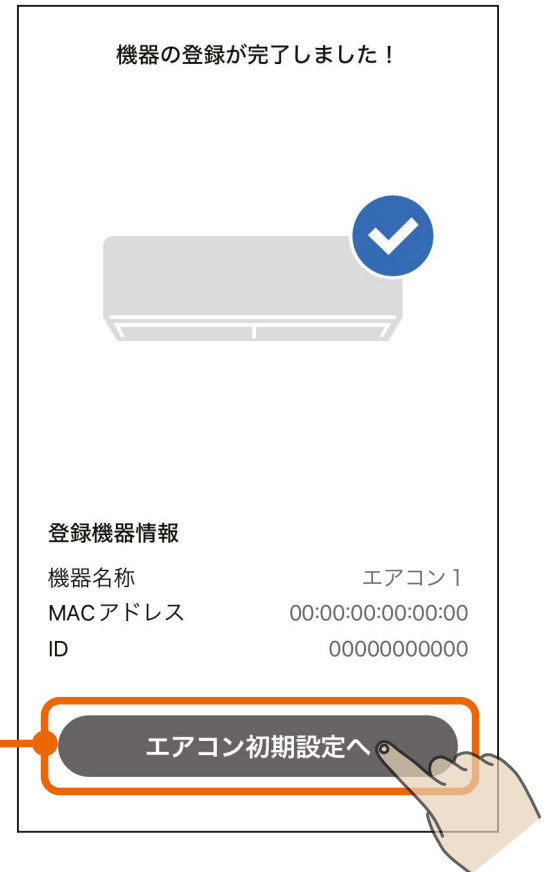 機器の登録が完了しました！
登録機器情報
機器名称 エアコン1
MACアドレス 00:00:00:00:00:00
ID 00000000000
エアコン初期設定へ